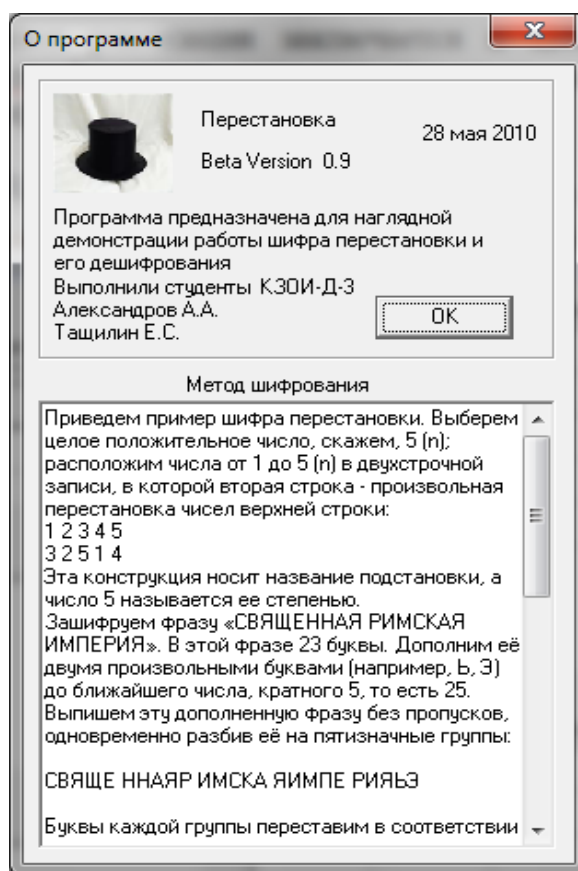 О программе
Перестановка
28 мая 2010
Beta Version 0.9
Программа предназначена для наглядной
демонстрации работы шифра перестановки и
его дешифрования
Выполнили студенты КЗОИ-Д-3
Александров А.А.
Тащилин Е.С.
OK
Метод шифрования
Приведем пример шифра перестановки. Выберем
целое положительное число, скажем, 5 (n);
расположим числа от 1 до 5 (n) в двухстрочной
записи, в которой вторая строка - произвольная
перестановка чисел верхней строки:
1 2 3 4 5
3 2 5 1 4
Эта конструкция носит название подстановки, а
число 5 называется ее степенью.
Зашифруем фразу «СВЯЩЕННАЯ РИМСКАЯ
ИМПЕРИЯ». В этой фразе 23 буквы. Дополним её
двумя произвольными буквами (например, Ь, Э)
до ближайшего числа, кратного 5, то есть 25.
Выпишем эту дополненную фразу без пропусков,
одновременно разбив её на пятизначные группы:
СВЯЩЕ ННАЯР ИМСКА ЯИМПЕ РИЯЬЭ
Буквы каждой группы переставим в соответствии